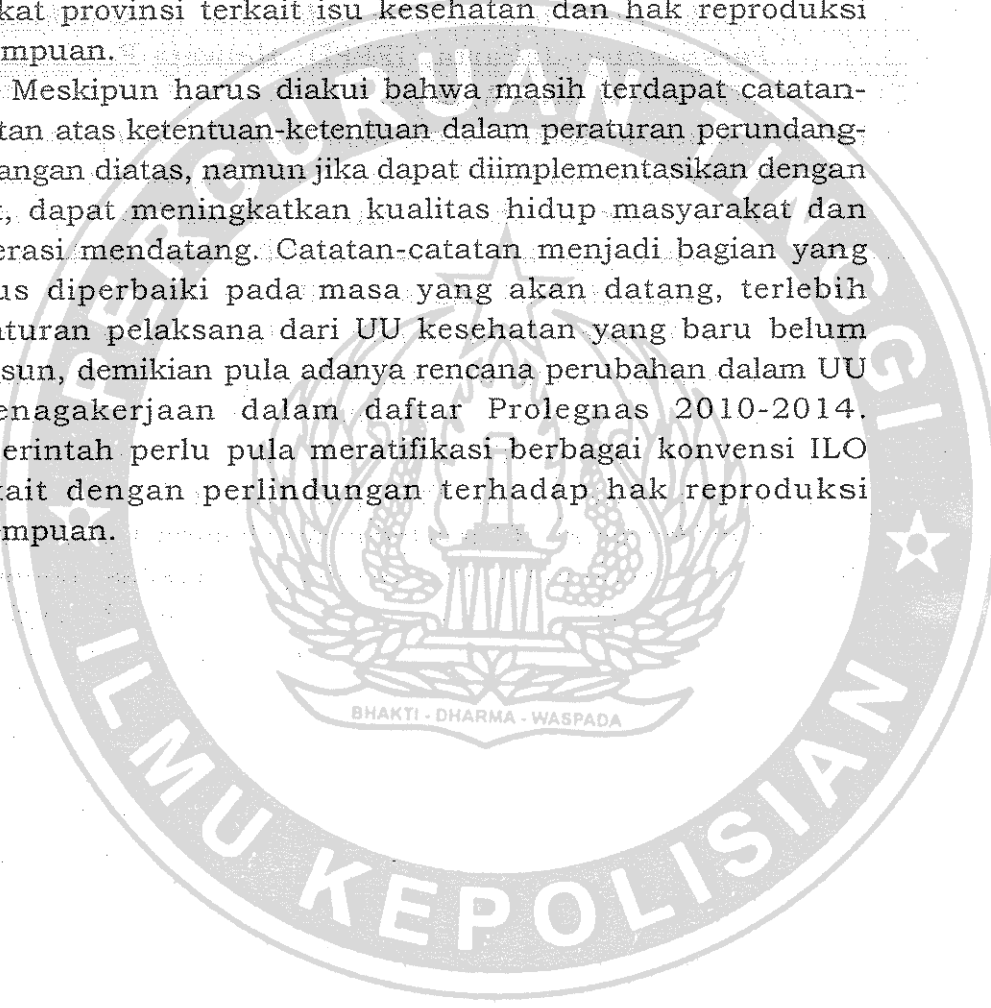 kat provinsi terkait isu kesehatan dan hak reproduksi
mpuan.
Meskipun harus diakui bahwa masih terdapat catatan-
tan atas ketentuan-ketentuan dalam peraturan perundang-
angan diatas, namun jika dapat diimplementasikan dengan
, dapat meningkatkan kualitas hidup masyarakat dan
erasi mendatang. Catatan-catatan menjadi bagian yang
us diperbaiki pada masa yang akan datang, terlebih
turan pelaksana dari UU kesehatan yang baru belum
sun, demikian pula adanya rencana perubahan dalam UU
enagakerjaan dalam daftar Prolegnas 2010-2014.
erintah perlu pula meratifikasi berbagai konvensi ILO
ait dengan perlindungan terhadap hak reproduksi
mpuan.
PERGURUAN TINGGI
BHAKTI - DHARMA - WASPADA
ILMU KEPOLISIAN